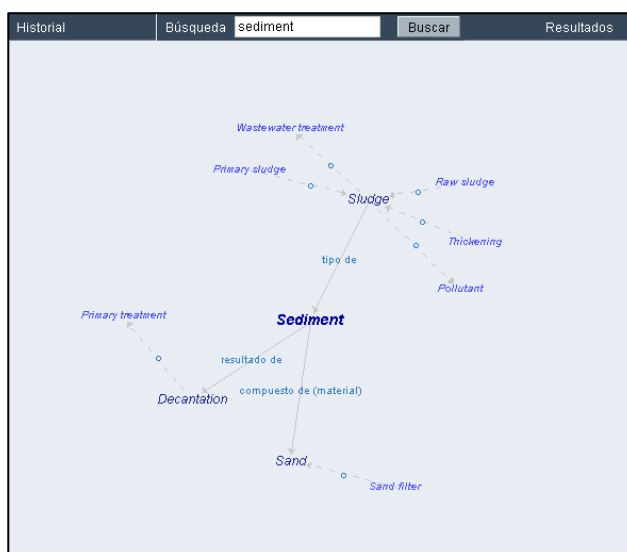 Historial Búsqueda sediment Buscar Resultados
Wastewater treatment
Primary sludge
Raw sludge
Sludge
Thickening
tipo de
Pollutant
Primary treatment
Sediment
resultado de
compuesto de (material)
Decantation
Sand
Sand filter